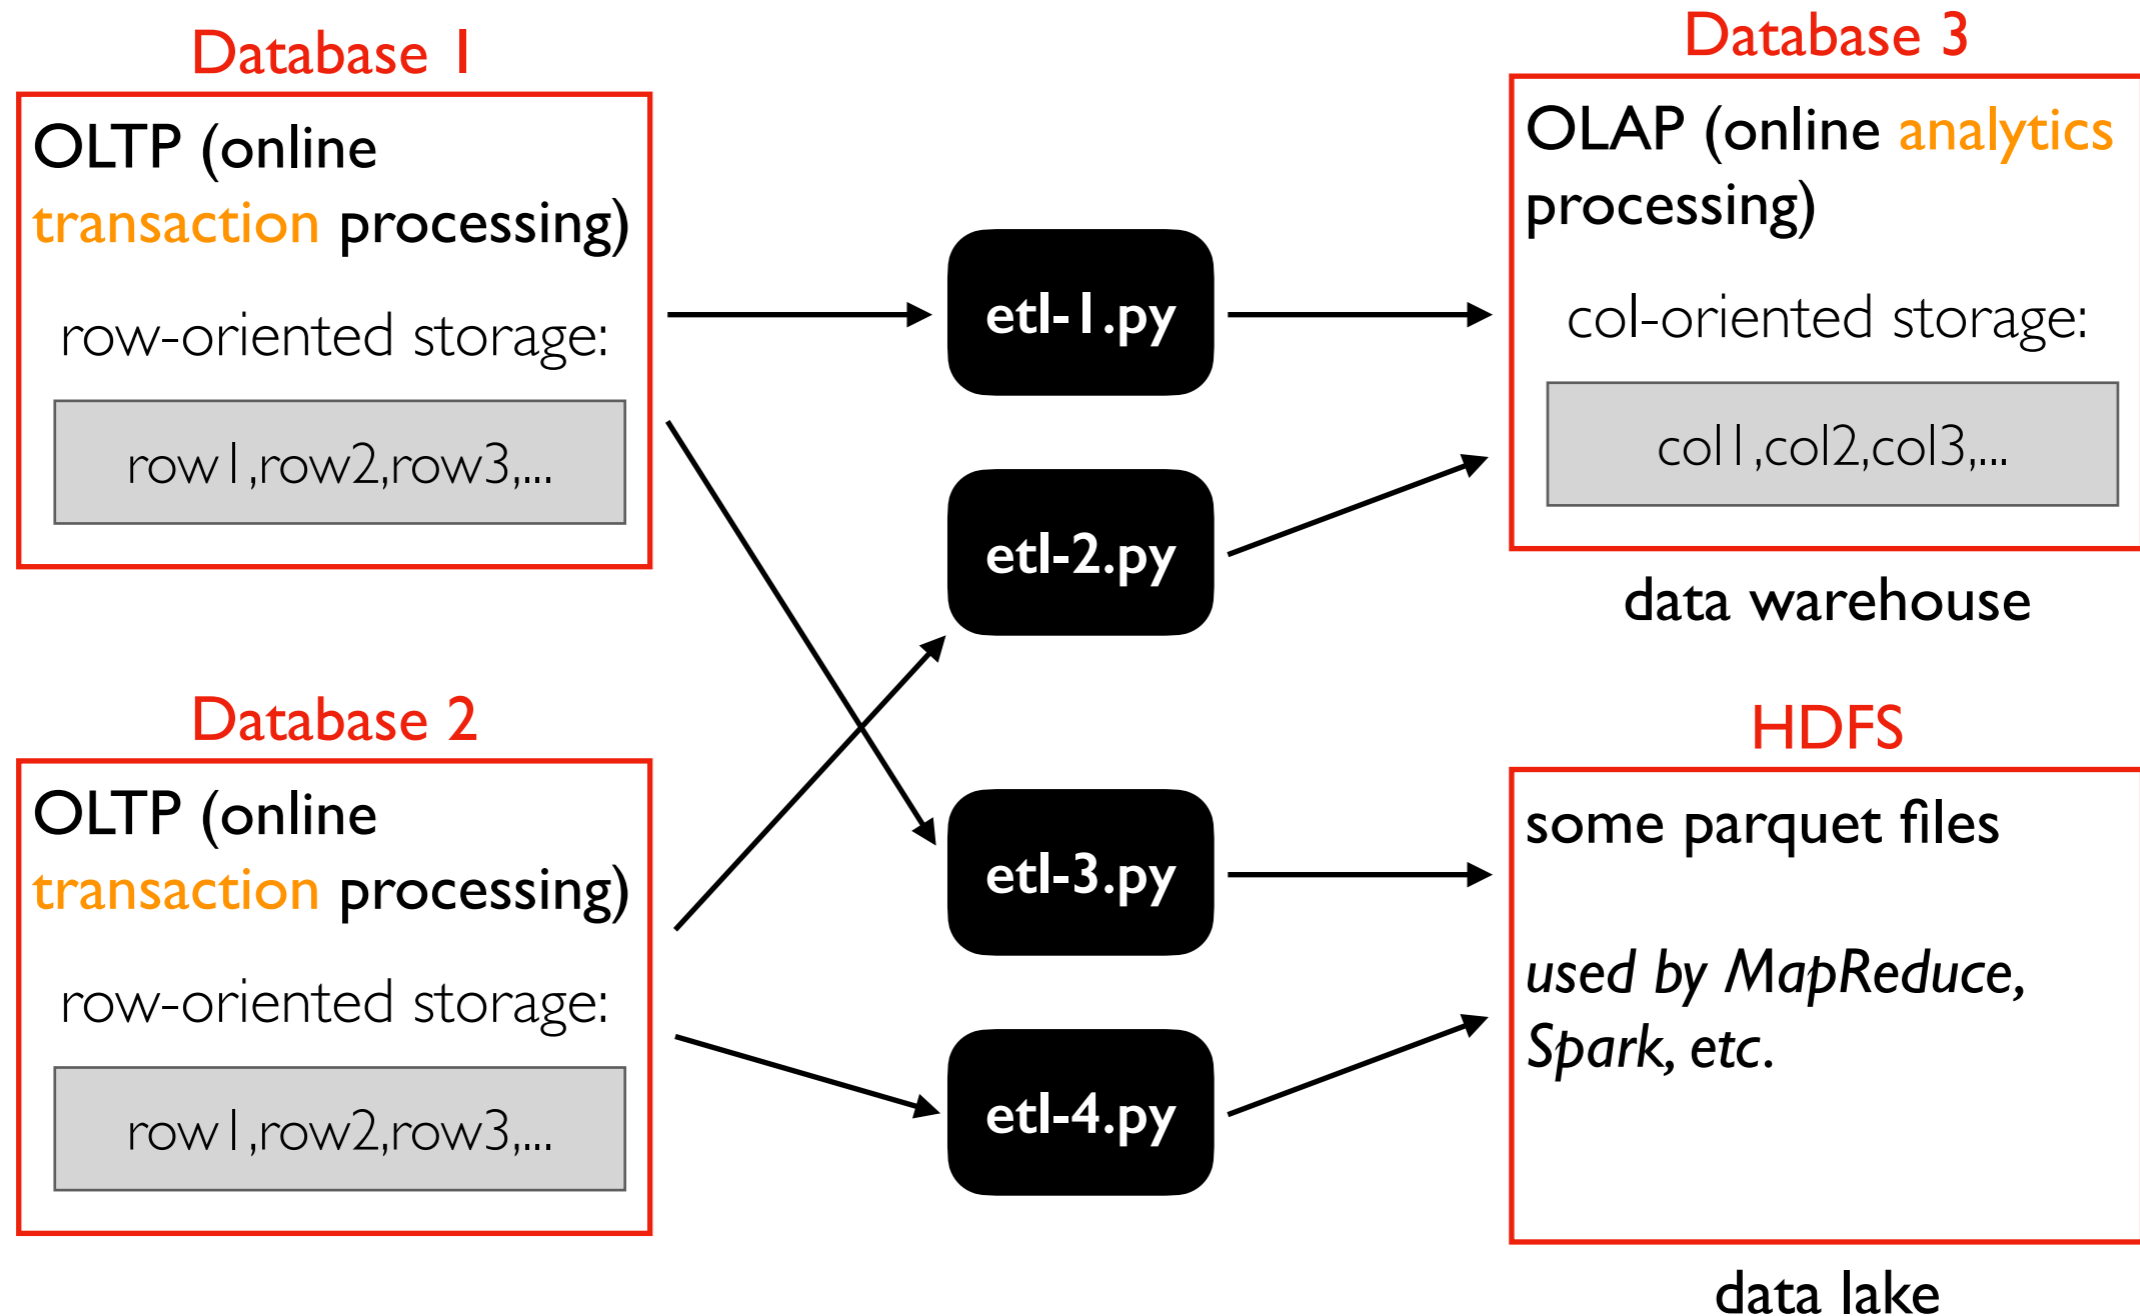 Database 1
OLTP (online
transaction processing)
row-oriented storage:
row1,row2,row3,...
Database 2
OLTP (online
transaction processing)
row-oriented storage:
row1,row2,row3,...
etl-1.py
etl-2.py
etl-3.py
etl-4.py
Database 3
OLAP (online analytics
processing)
col-oriented storage:
col1,col2,col3,...
data warehouse
HDFS
some parquet files
used by MapReduce,
Spark, etc.
data lake